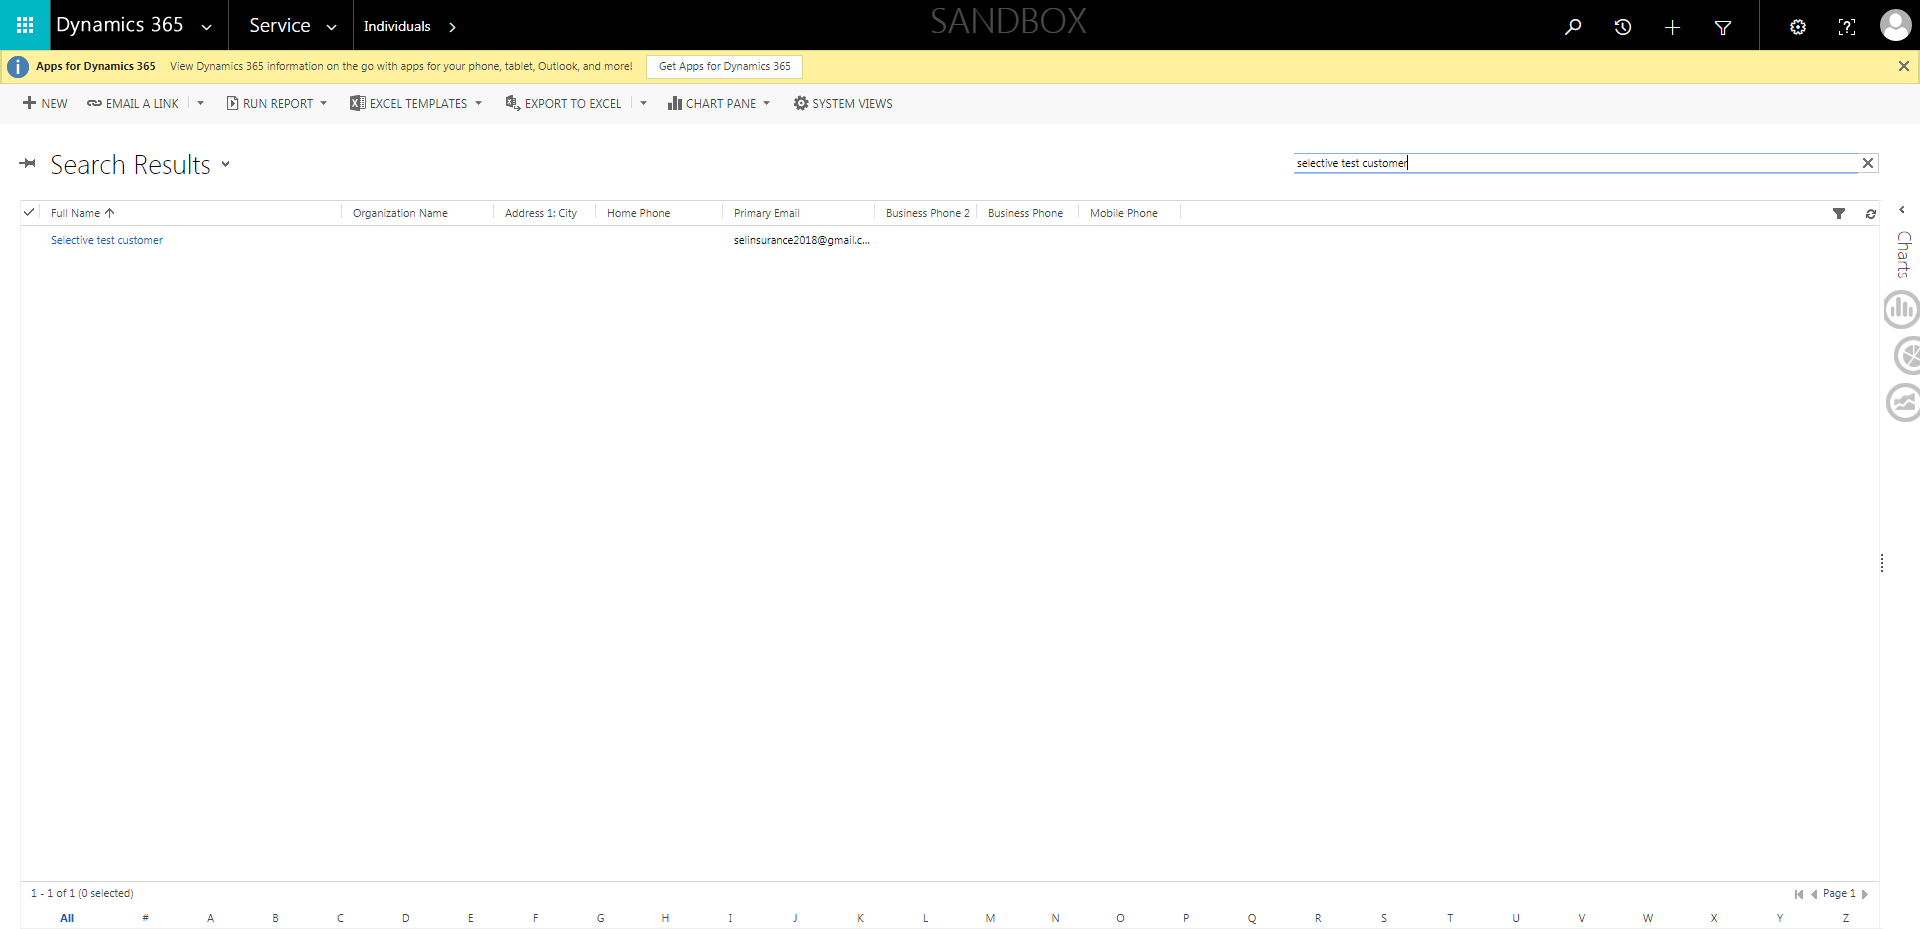 Dynamics 365 Service Individuals SANDBOX
Apps for Dynamics 365 View Dynamics 365 information on the go with apps for your phone, tablet, Outlook, and more! Get Apps for Dynamics 365
NEW EMAIL A LINK RUN REPORT EXCEL TEMPLATES EXPORT TO EXCEL CHART PANE SYSTEM VIEWS
Search Results selective test customer
Full Name Organization Name Address 1: City Home Phone Primary Email Business Phone 2 Business Phone Mobile Phone
Selective test customer selinsurance2018@gmail.c...
Charts
1 - 1 of 1 (0 selected) Page 1
All # A B C D E F G H I J K L M N O P Q R S T U V W X Y Z